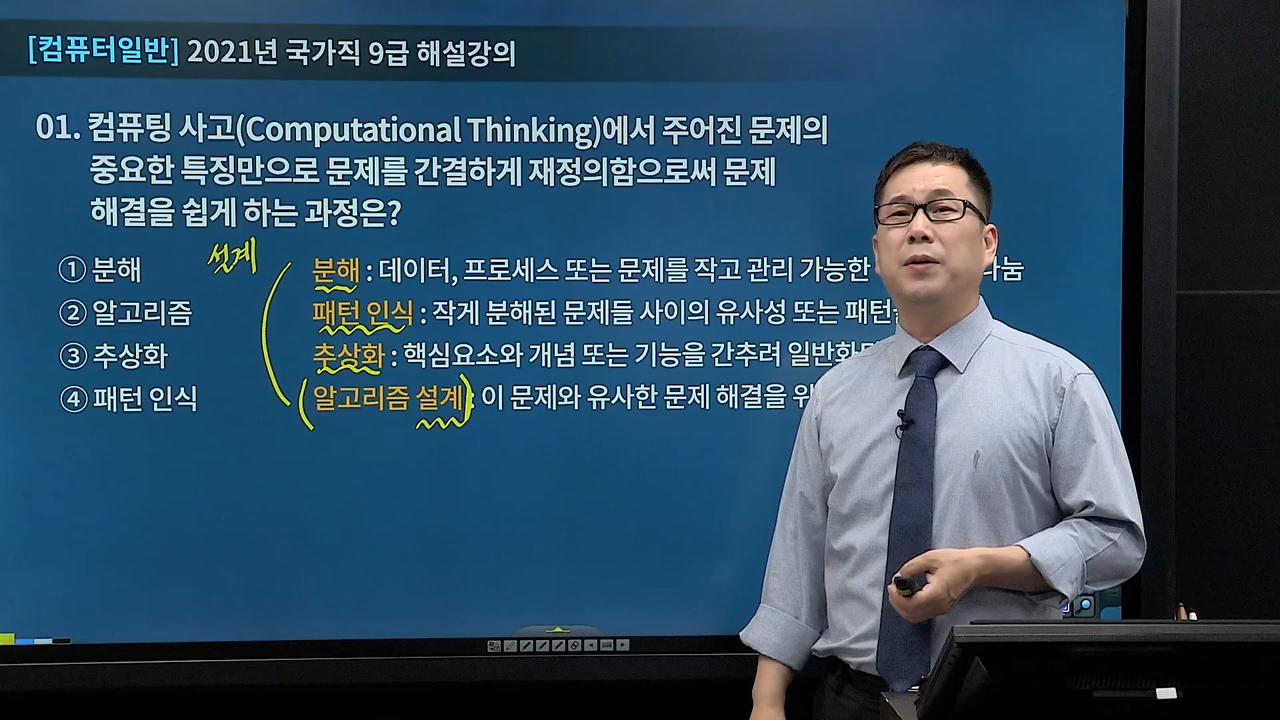 [컴퓨터일반] 2021년 국가직 9급 해설강의
01. 컴퓨팅 사고(Computational Thinking)에서 주어진 문제의
중요한 특징만으로 문제를 간결하게 재정의함으로써 문제
해결을 쉽게 하는 과정은?
설계
① 분해
② 알고리즘
③ 추상화
④ 패턴 인식
분해 : 데이터, 프로세스 또는 문제를 작고 관리 가능한 나눔
패턴 인식 : 작게 분해된 문제들 사이의 유사성 또는 패턴
추상화 : 핵심요소와 개념 또는 기능을 간추려
알고리즘 설계 : 이 문제와 유사한 문제 해결을